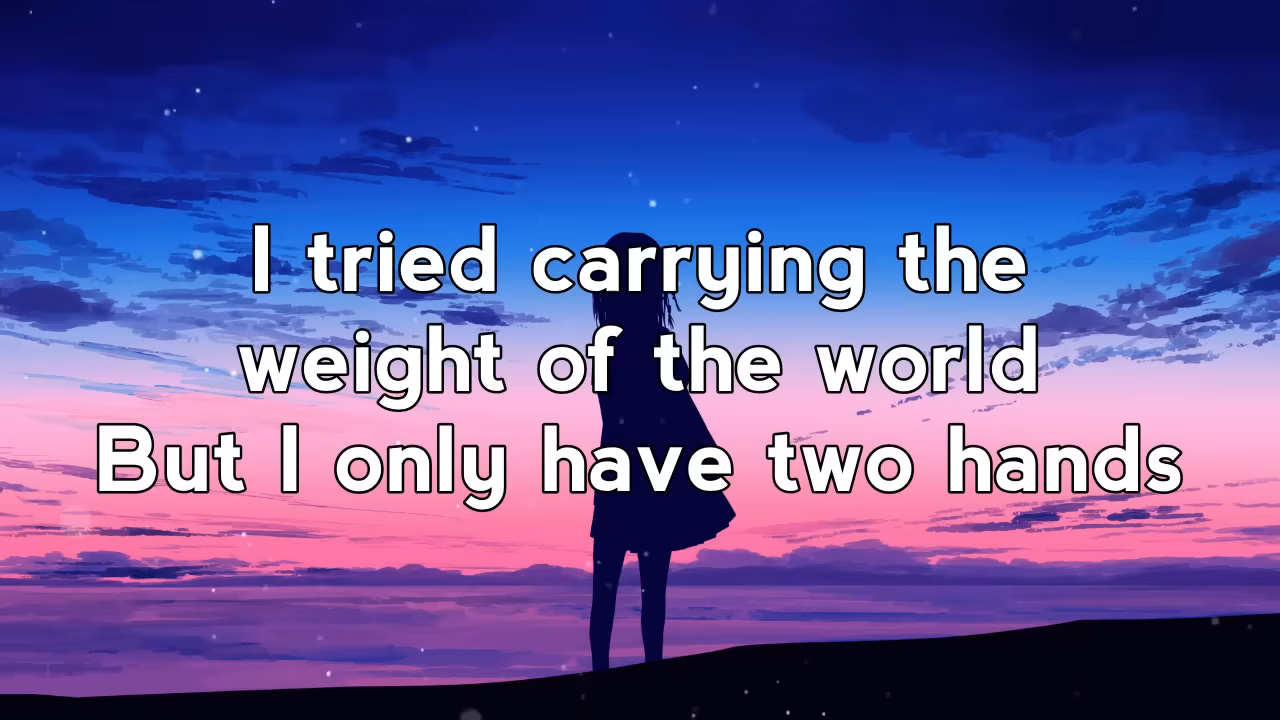 I tried carrying the
weight of the world
But I only have two hands